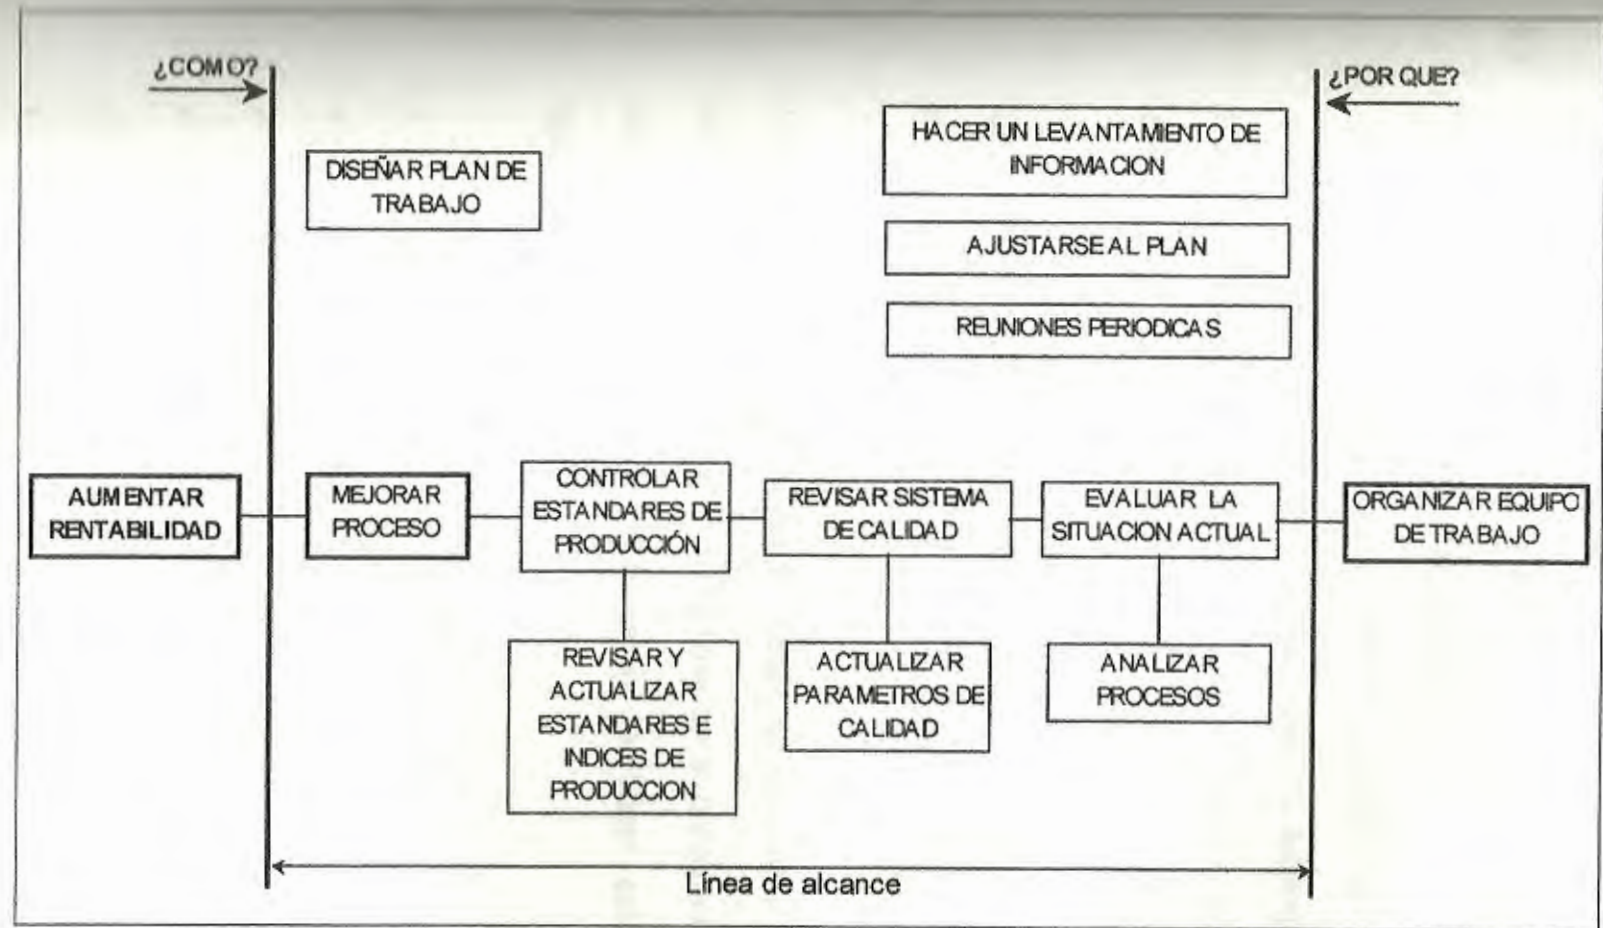 ¿COMO?
¿POR QUE?
HACER UN LEVANTAMIENTO DE
INFORMACION
DISEÑAR PLAN DE
TRABAJO
AJUSTARSE AL PLAN
REUNIONES PERIODICAS
AUMENTAR
RENTABILIDAD
MEJORAR
PROCESO
CONTROLAR
ESTANDARES DE
PRODUCCIÓN
REVISAR SISTEMA
DE CALIDAD
EVALUAR LA
SITUACION ACTUAL
ORGANIZAR EQUIPO
DE TRABAJO
REVISAR Y
ACTUALIZAR
ESTANDARES E
INDICES DE
PRODUCCION
ACTUALIZAR
PARAMETROS DE
CALIDAD
ANALIZAR
PROCESOS
Línea de alcance